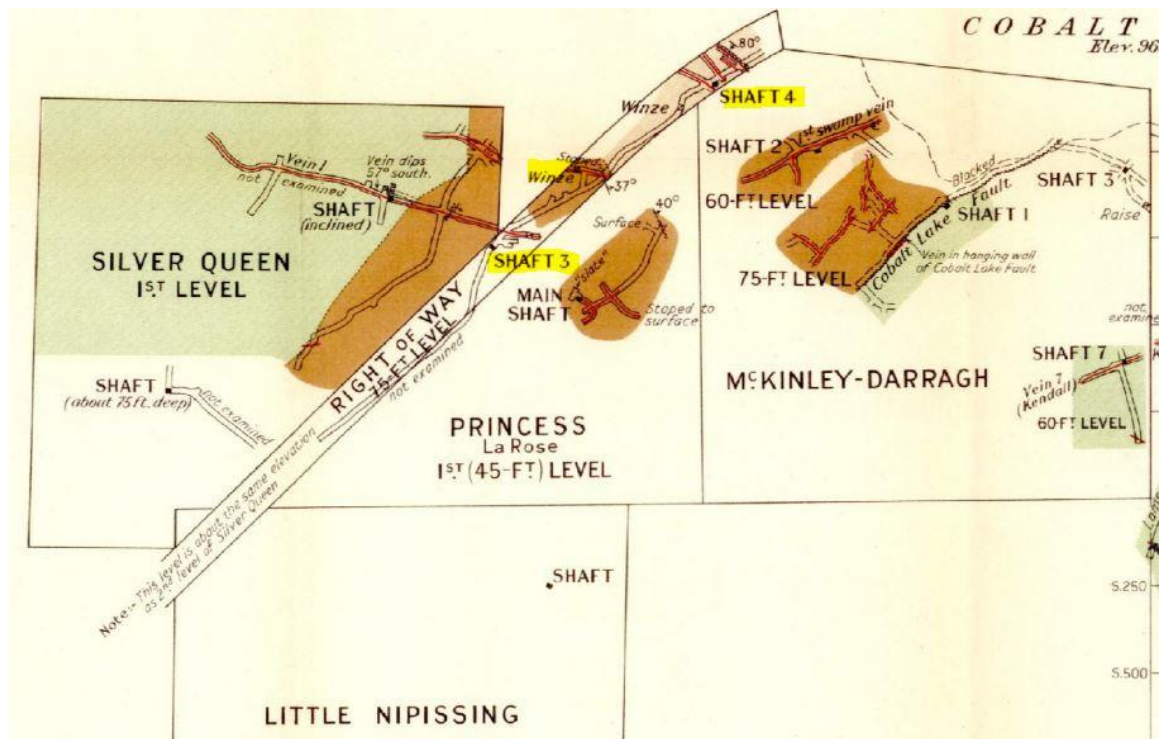 COBALT
Elev. 96
80°
Winze
SHAFT 4
1st swamp vein
SHAFT 2
60-FT LEVEL
Vein 1
not examined
Vein dips
57° south.
SHAFT
(inclined)
Stoped
Winze
37°
SHAFT 3
SILVER QUEEN
1ST LEVEL
40°
Surface
"slate"
MAIN
SHAFT
Stoped to
surface
Blocked
Cobalt Lake Fault
SHAFT 1
SHAFT 3
Raise
Vein in hanging wall
of Cobalt Lake Fault
75-FT LEVEL
RIGHT OF WAY
75-FT LEVEL
not examined
SHAFT
(about 75 ft. deep)
not examined
PRINCESS
La Rose
1ST (45-FT) LEVEL
McKINLEY-DARRAGH
not
examine
SHAFT 7
Vein 7
(Kendall)
60-FT LEVEL
Note:- This level is about the same elevation
as 2nd level of Silver Queen
SHAFT
S.250
S.500
LITTLE NIPISSING